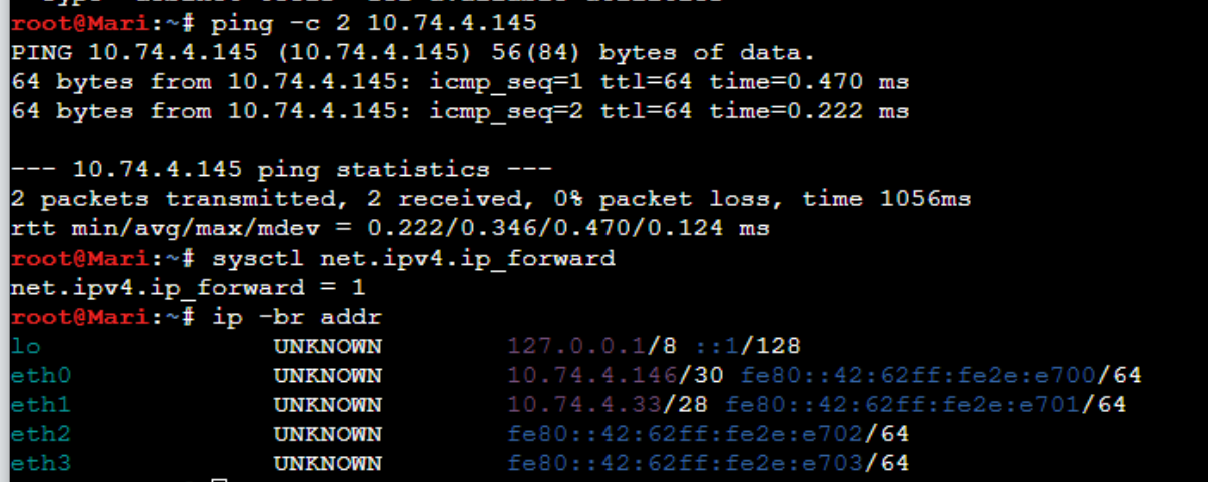 root@Mari:~# ping -c 2 10.74.4.145
PING 10.74.4.145 (10.74.4.145) 56(84) bytes of data.
64 bytes from 10.74.4.145: icmp_seq=1 ttl=64 time=0.470 ms
64 bytes from 10.74.4.145: icmp_seq=2 ttl=64 time=0.222 ms
--- 10.74.4.145 ping statistics ---
2 packets transmitted, 2 received, 0% packet loss, time 1056ms
rtt min/avg/max/mdev = 0.222/0.346/0.470/0.124 ms
root@Mari:~# sysctl net.ipv4.ip_forward
net.ipv4.ip_forward = 1
root@Mari:~# ip -br addr
lo UNKNOWN 127.0.0.1/8 ::1/128
eth0 UNKNOWN 10.74.4.146/30 fe80::42:62ff:fe2e:e700/64
eth1 UNKNOWN 10.74.4.33/28 fe80::42:62ff:fe2e:e701/64
eth2 UNKNOWN fe80::42:62ff:fe2e:e702/64
eth3 UNKNOWN fe80::42:62ff:fe2e:e703/64